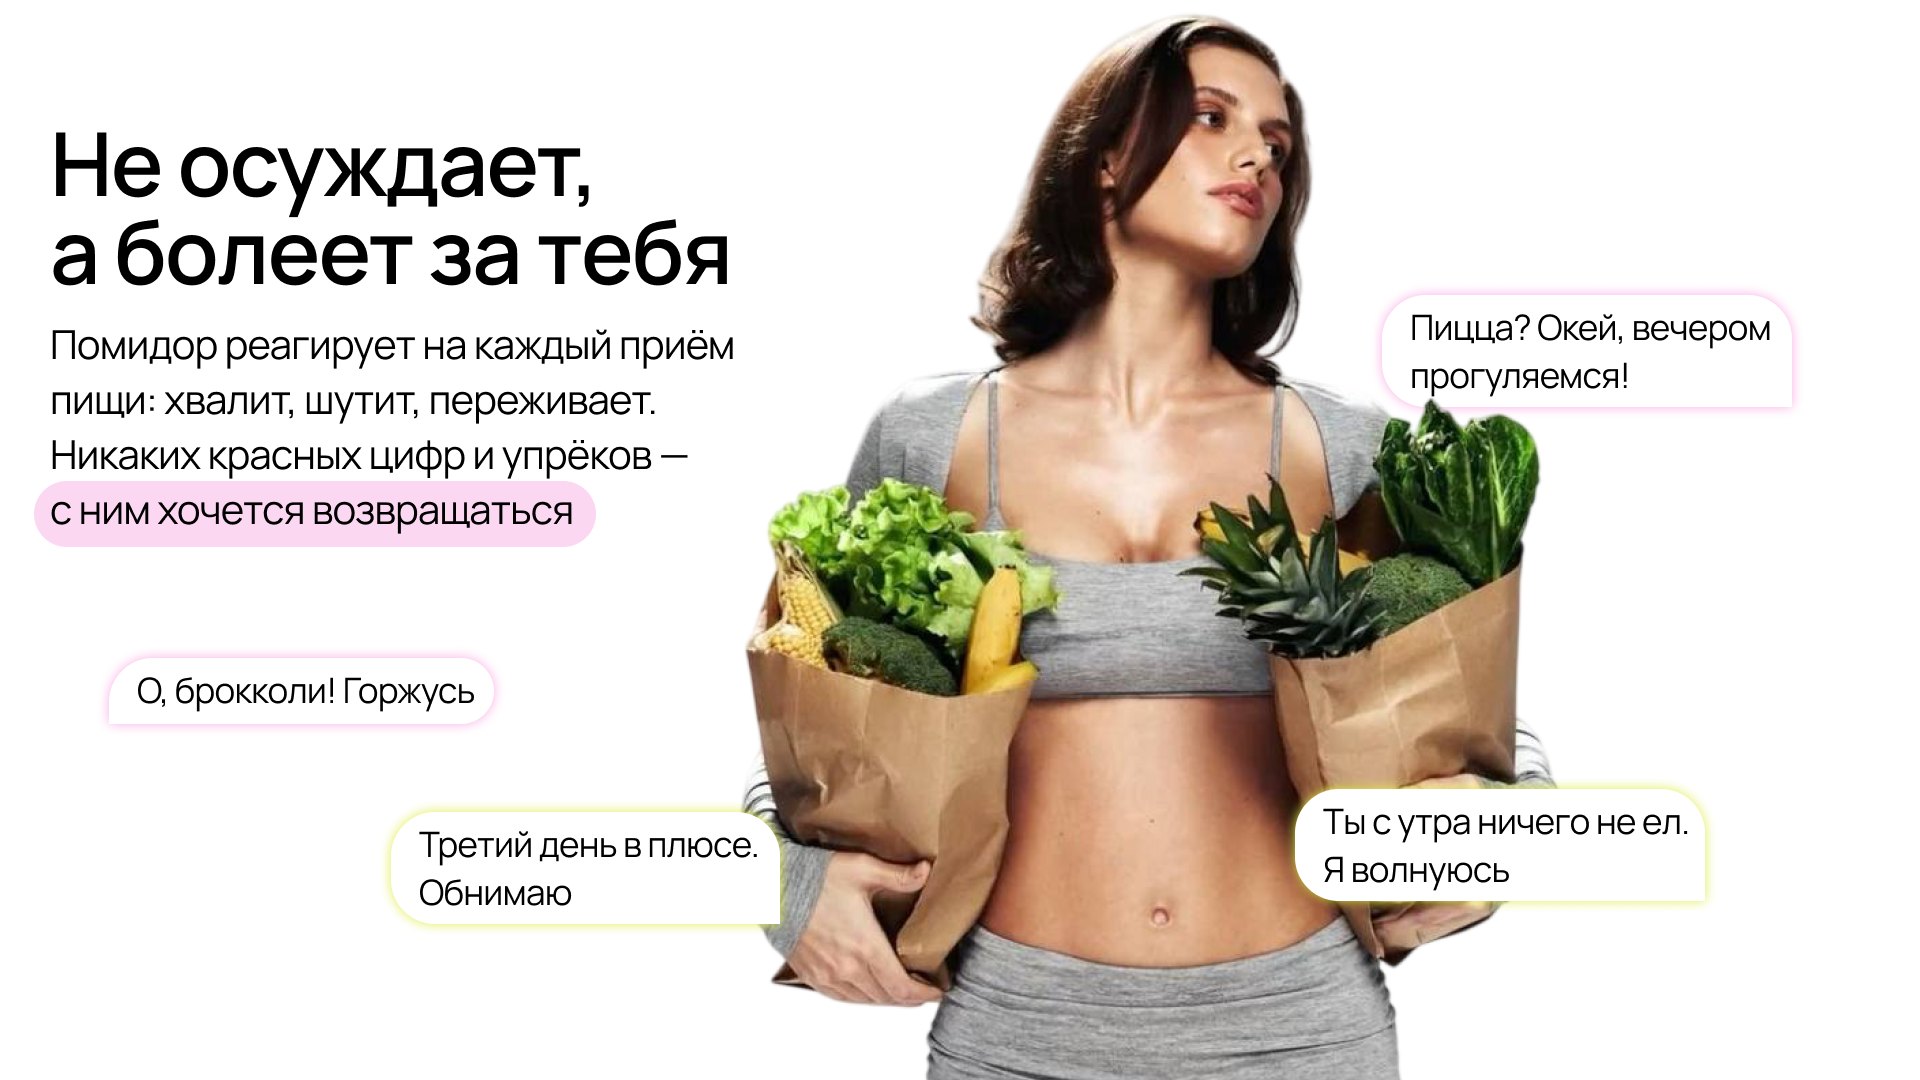 Не осуждает,
а болеет за тебя
Помидор реагирует на каждый приём
пищи: хвалит, шутит, переживает.
Никаких красных цифр и упрёков —
с ним хочется возвращаться
Пицца? Окей, вечером
прогуляемся!
О, брокколи! Горжусь
Третий день в плюсе.
Обнимаю
Ты с утра ничего не ел.
Я волнуюсь